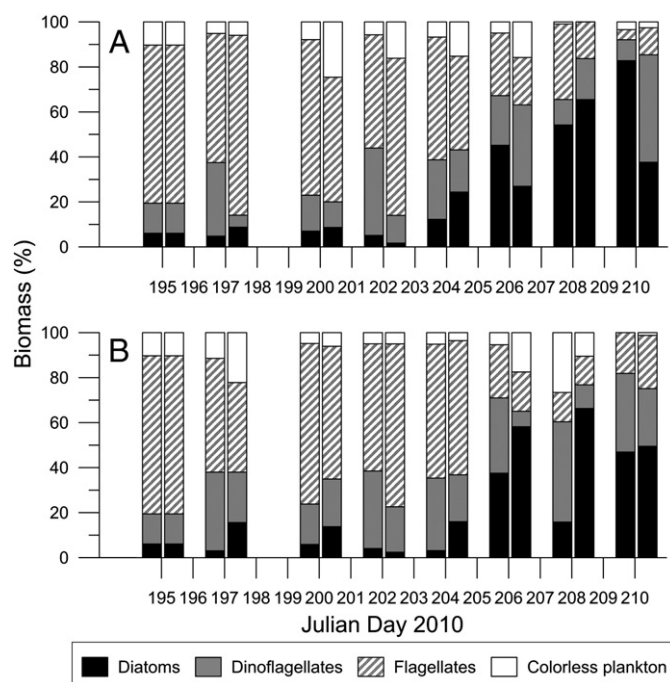 A
100
80
60
40
20
0
195 196 197 198 199 200 201 202 203 204 205 206 207 208 209 210
Biomass (%)
B
100
80
60
40
20
0
195 196 197 198 199 200 201 202 203 204 205 206 207 208 209 210
Julian Day 2010
Diatoms Dinoflagellates Flagellates Colorless plankton